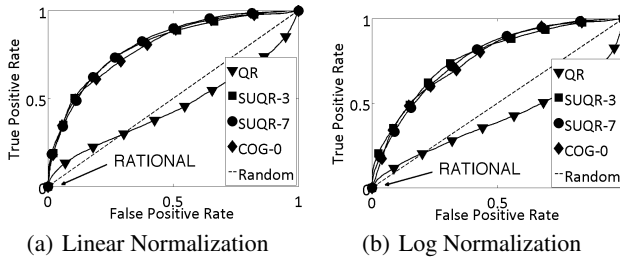 1
True Positive Rate
0.5
0
QR
SUQR-3
SUQR-7
COG-0
Random
RATIONAL
0
0.5
1
False Positive Rate
(a) Linear Normalization
1
True Positive Rate
0.5
0
QR
SUQR-3
SUQR-7
COG-0
Random
RATIONAL
0
0.5
False Positive Rate
(b) Log Normalization